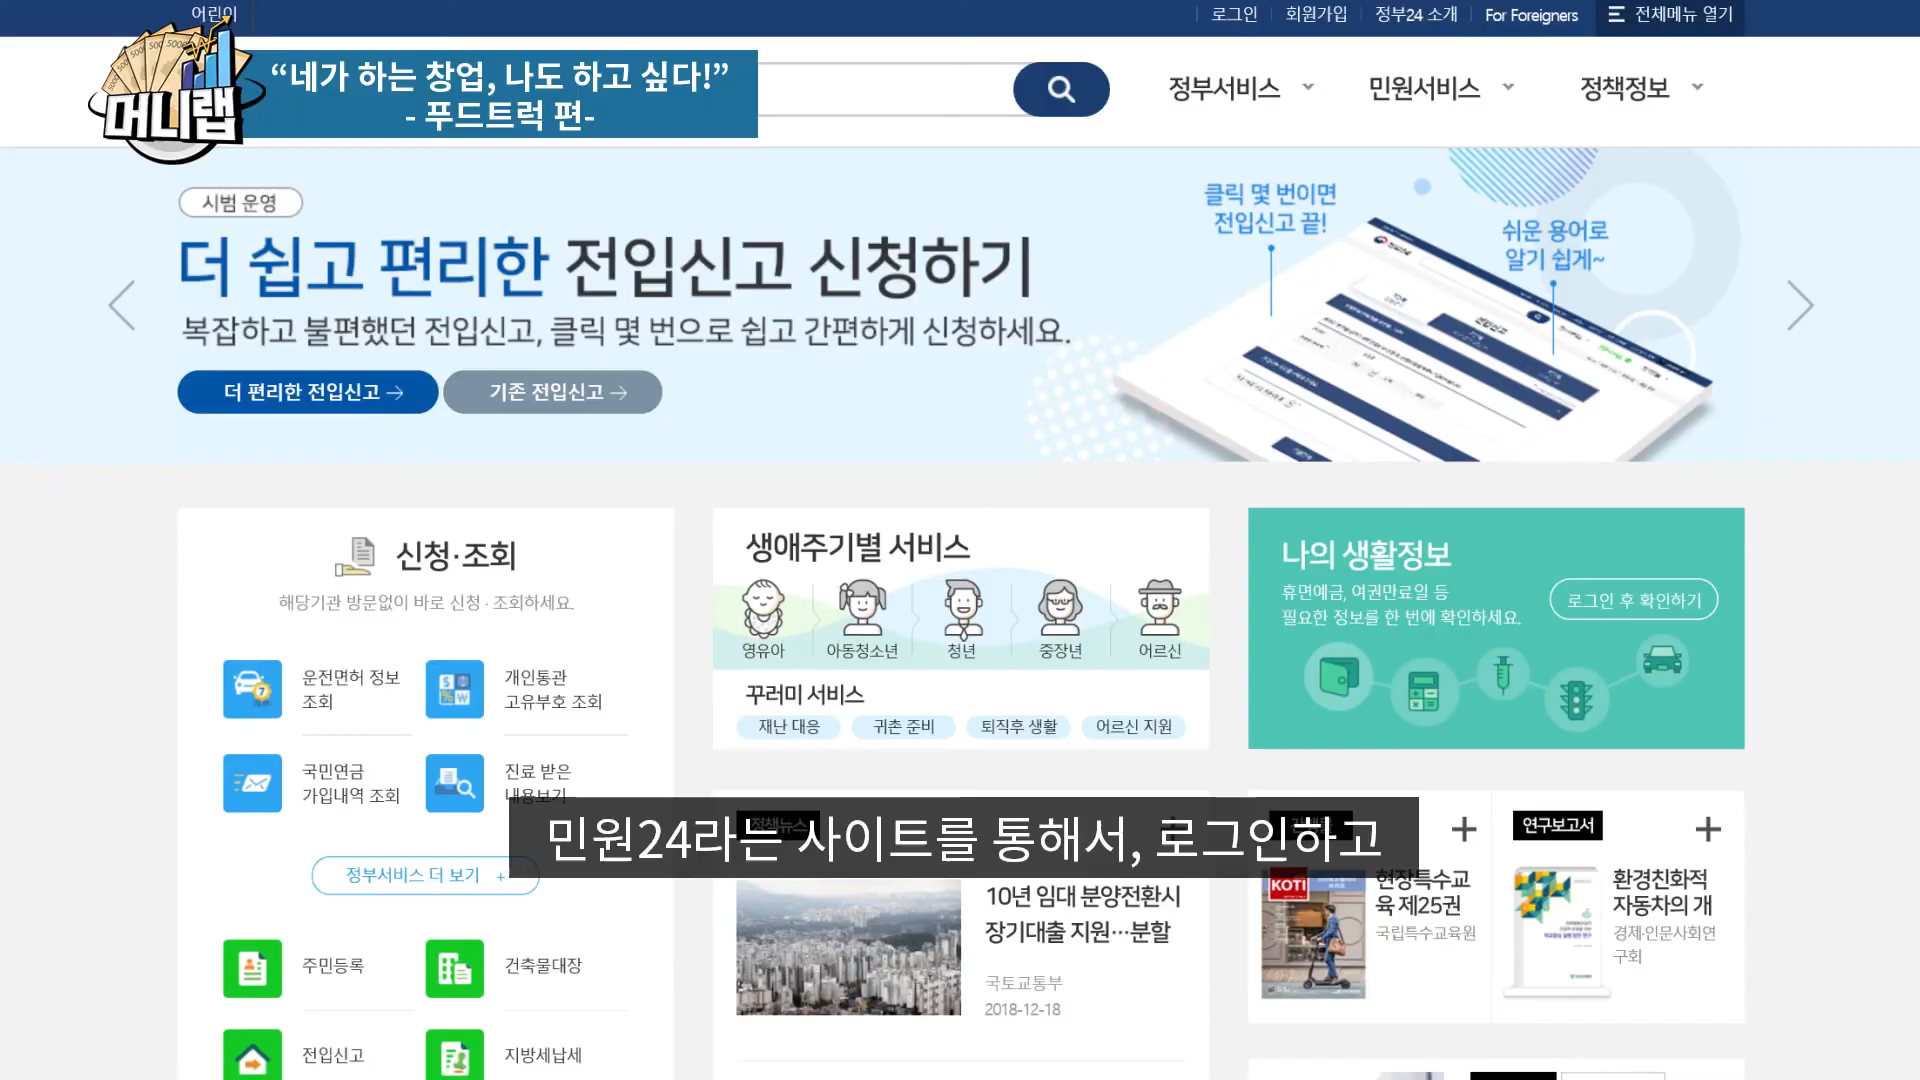 어린이
로그인
회원가입
정부24 소개
For Foreigners
전체메뉴 열기
머니랩
“네가 하는 창업, 나도 하고 싶다!”
- 푸드트럭 편-
정부서비스
민원서비스
정책정보
시범 운영
더 쉽고 편리한 전입신고 신청하기
복잡하고 불편했던 전입신고, 클릭 몇 번으로 쉽고 간편하게 신청하세요.
더 편리한 전입신고
기존 전입신고
클릭 몇 번이면
전입신고 끝!
쉬운 용어로
알기 쉽게~
전입신고
신청·조회
해당기관 방문없이 바로 신청 · 조회하세요.
운전면허 정보
조회
개인통관
고유부호 조회
국민연금
가입내역 조회
진료 받은
내용보기
정부서비스 더 보기 +
주민등록
건축물대장
전입신고
지방세납세
생애주기별 서비스
영유아
아동청소년
청년
중장년
어르신
꾸러미 서비스
재난 대응
귀촌 준비
퇴직후 생활
어르신 지원
나의 생활정보
휴면예금, 여권만료일 등
필요한 정보를 한 번에 확인하세요.
로그인 후 확인하기
정책뉴스
민원24라는 사이트를 통해서, 로그인하고
10년 임대 분양전환시
장기대출 지원…분할
국토교통부
2018-12-18
KOTI
현장특수교
육 제25권
국립특수교육원
연구보고서
환경친화적
자동차의 개
경제·인문사회연
구회